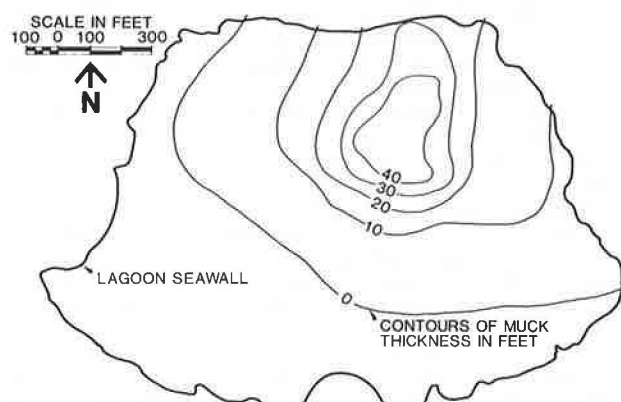 SCALE IN FEET
100 0 100 300
N
40
30
20
10
LAGOON SEAWALL
0
CONTOURS OF MUCK
THICKNESS IN FEET